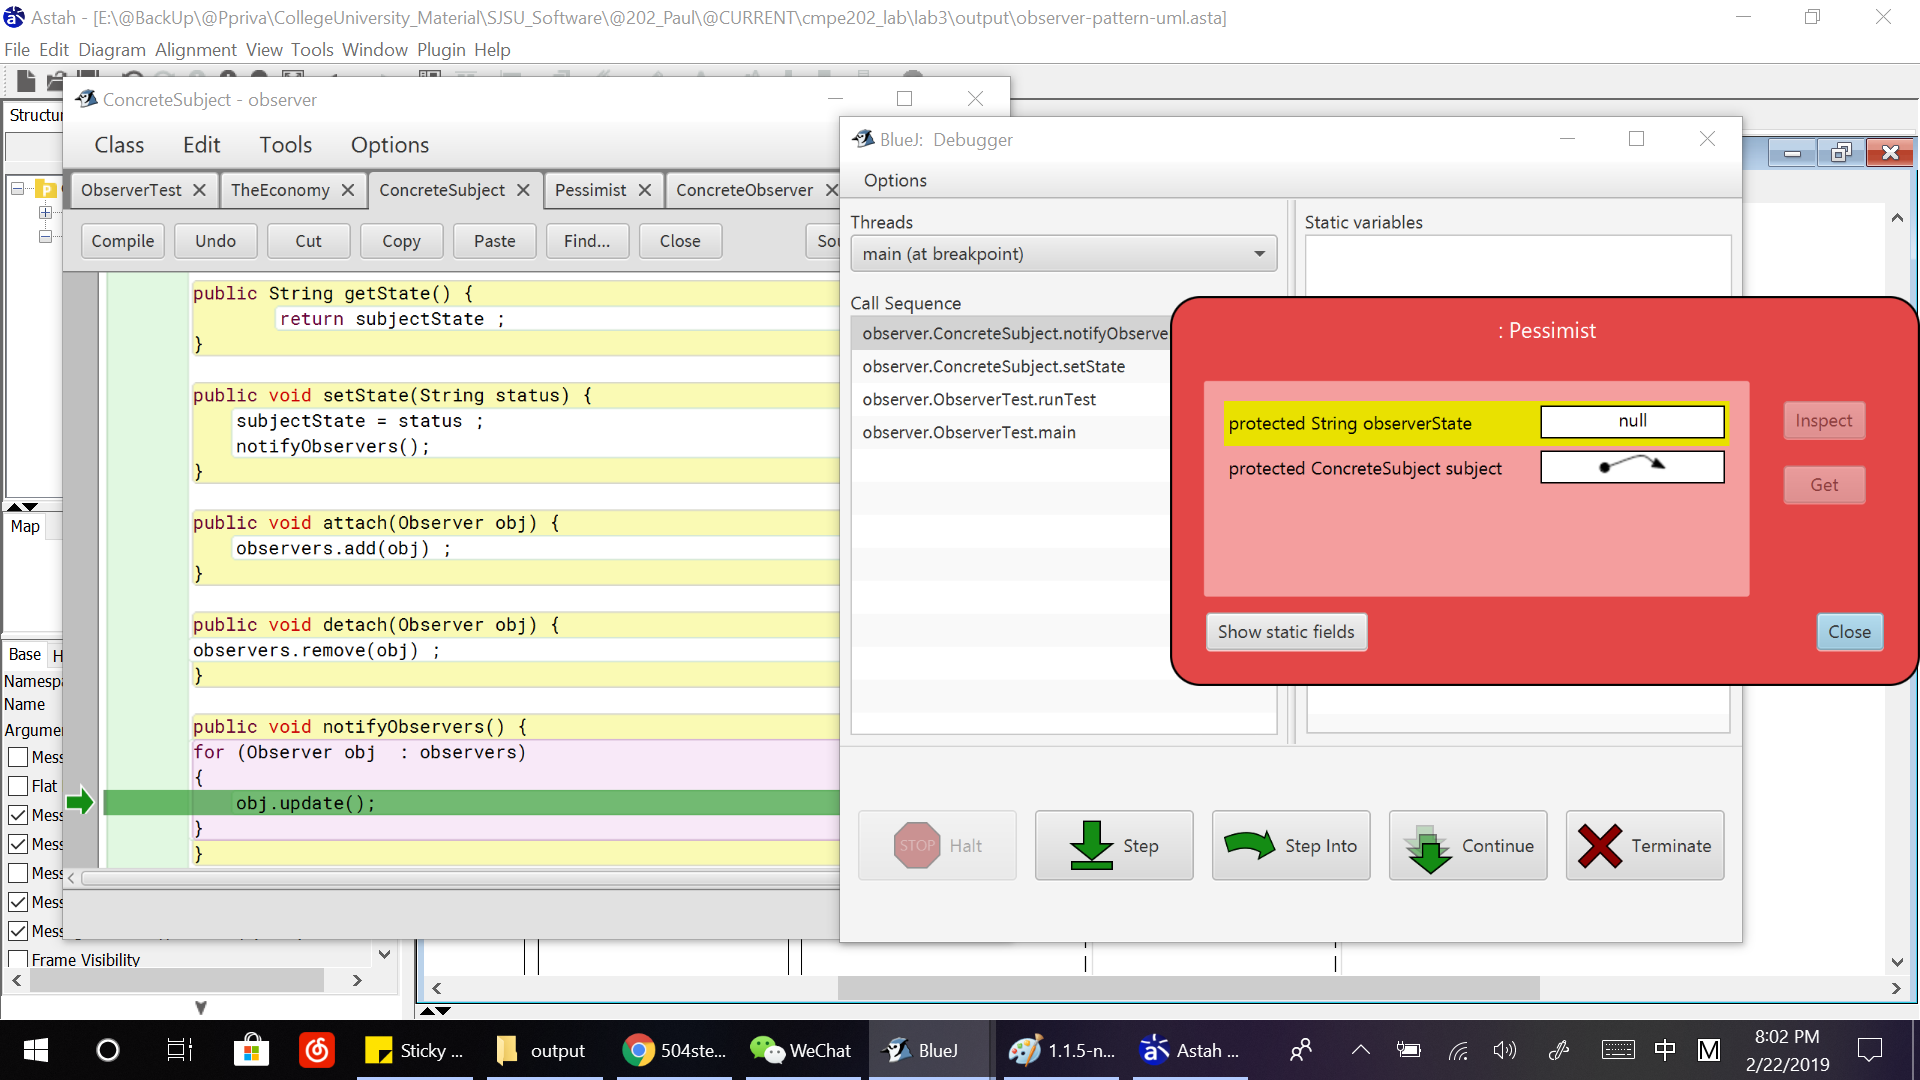 Astah - [E:\@BackUp\@Ppriva\CollegeUniversity_Material\SJSU_Software\@202_Paul\@CURRENT\cmpe202_lab\lab3\output\observer-pattern-uml.asta]
File Edit Diagram Alignment View Tools Window Plugin Help
ConcreteSubject - observer
Class Edit Tools Options
ObserverTest TheEconomy ConcreteSubject Pessimist ConcreteObserver
Compile Undo Cut Copy Paste Find... Close Sou
public String getState() {
return subjectState ;
}
public void setState(String status) {
subjectState = status ;
notifyObservers();
}
public void attach(Observer obj) {
observers.add(obj) ;
}
public void detach(Observer obj) {
observers.remove(obj) ;
}
public void notifyObservers() {
for (Observer obj  : observers)
{
obj.update();
}
}
Structur
P
Map
Base H
Namespa
Name
Argumen
Mess
Flat
Mess
Mess
Mess
Mess
Mess
Frame Visibility
BlueJ: Debugger
Options
Threads
main (at breakpoint)
Call Sequence
observer.ConcreteSubject.notifyObserve
observer.ConcreteSubject.setState
observer.ObserverTest.runTest
observer.ObserverTest.main
Static variables
: Pessimist
protected String observerState null
protected ConcreteSubject subject
Inspect
Get
Show static fields Close
STOP Halt Step Step Into Continue Terminate
Sticky ... output 504ste... WeChat BlueJ 1.1.5-n... Astah ...
中 M
8:02 PM
2/22/2019